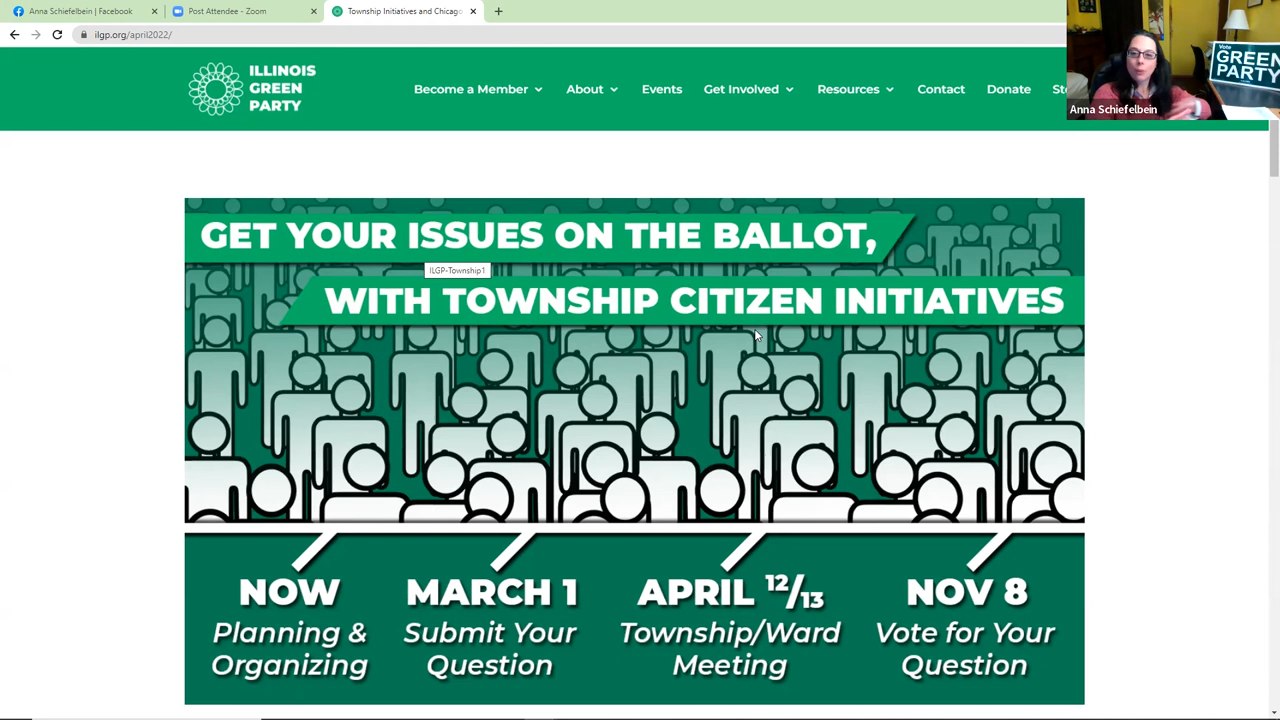 Anna Schiefelbein | Facebook
Post Attendee - Zoom
Township Initiatives and Chicago
ilgp.org/april2022/
ILLINOIS
GREEN
PARTY
Become a Member
About
Events
Get Involved
Resources
Contact
Donate
Vote
GREEN
PARTY
Anna Schiefelbein
GET YOUR ISSUES ON THE BALLOT,
ILGP-Township1
WITH TOWNSHIP CITIZEN INITIATIVES
NOW
Planning &
Organizing
MARCH 1
Submit Your
Question
APRIL 12/13
Township/Ward
Meeting
NOV 8
Vote for Your
Question